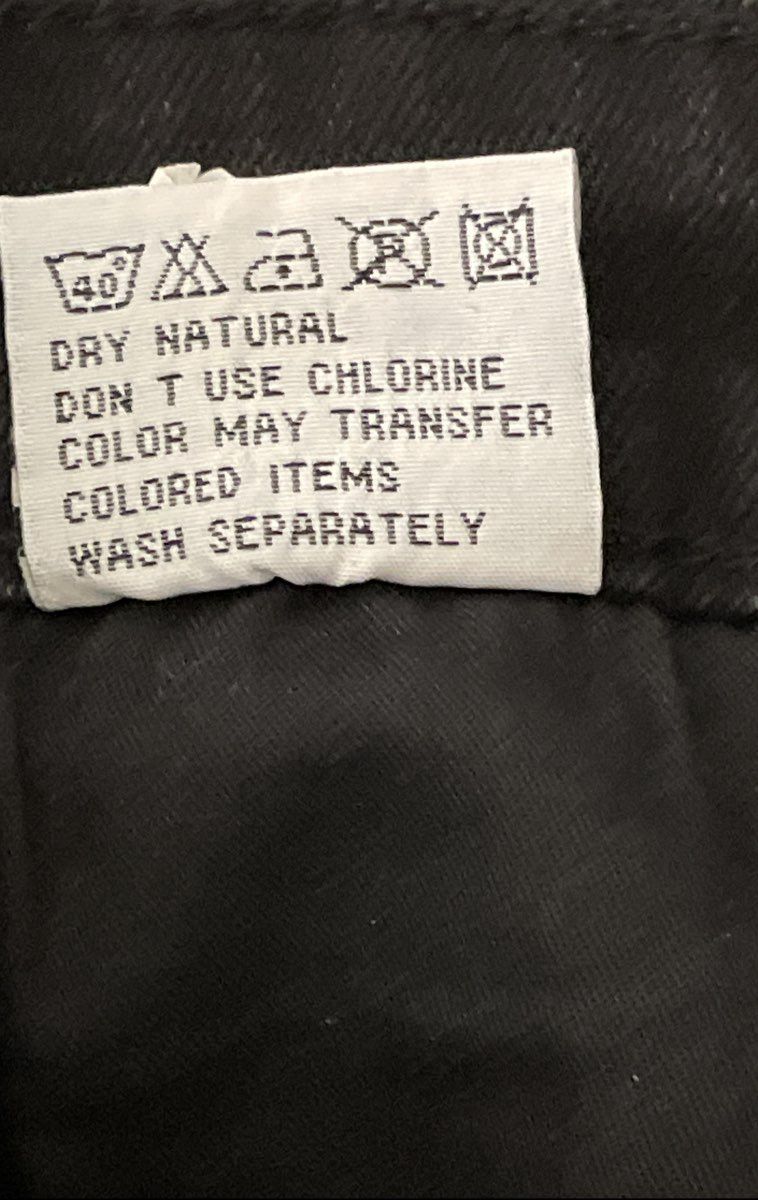 40°
P
DRY NATURAL
DON T USE CHLORINE
COLOR MAY TRANSFER
COLORED ITEMS
WASH SEPARATELY